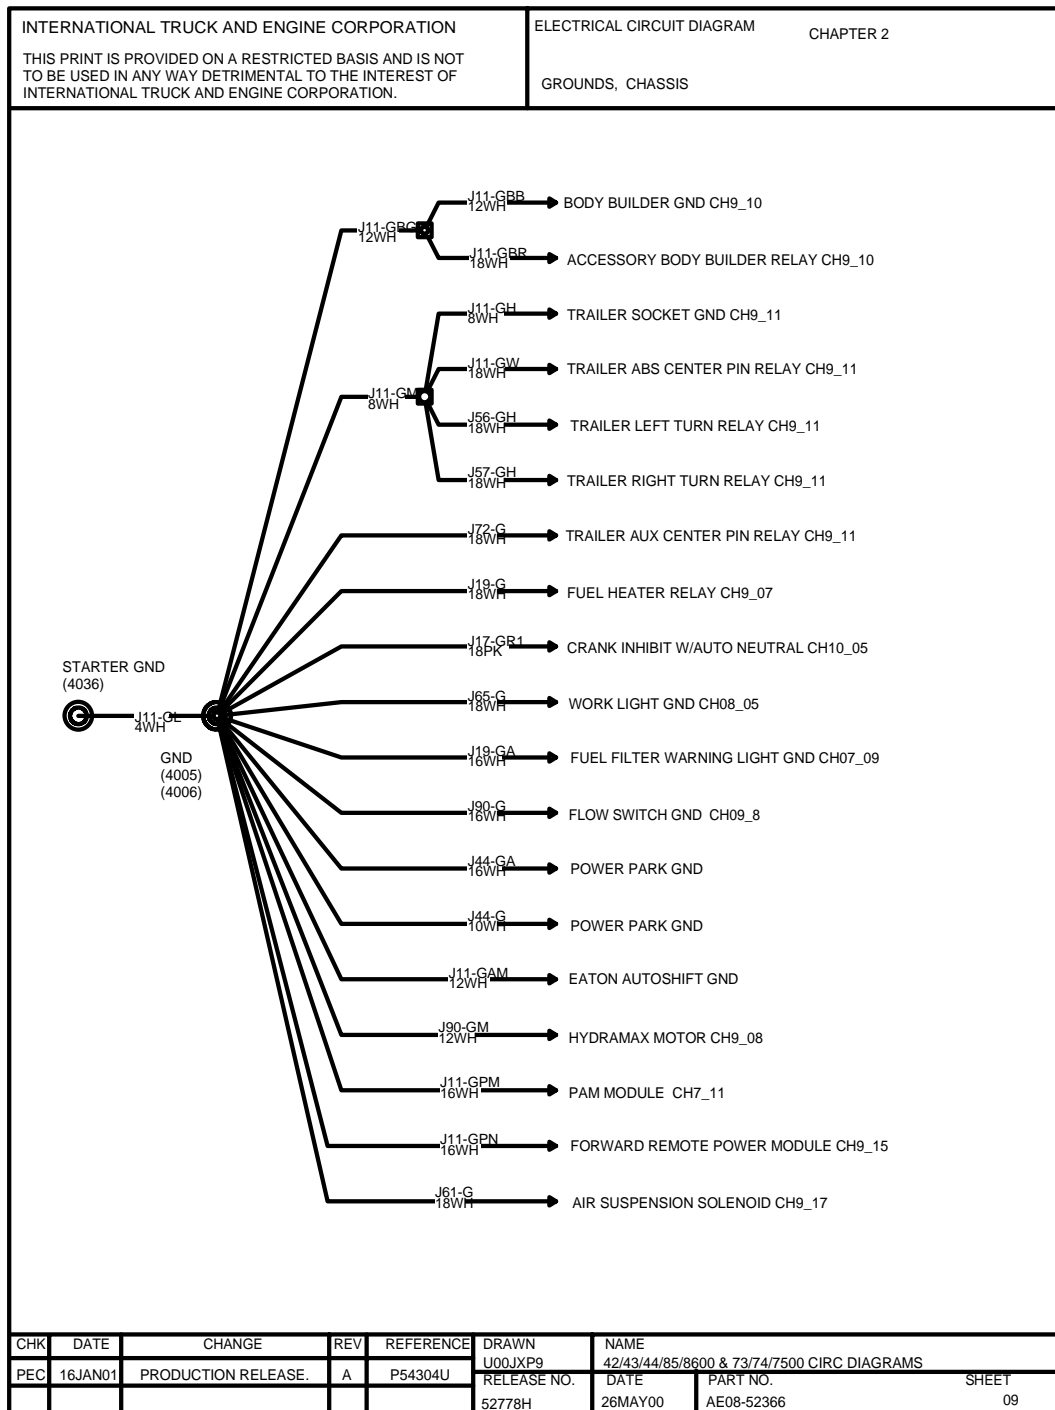 INTERNATIONAL TRUCK AND ENGINE CORPORATION
THIS PRINT IS PROVIDED ON A RESTRICTED BASIS AND IS NOT
TO BE USED IN ANY WAY DETRIMENTAL TO THE INTEREST OF
INTERNATIONAL TRUCK AND ENGINE CORPORATION.
ELECTRICAL CIRCUIT DIAGRAM CHAPTER 2
GROUNDS, CHASSIS
J11-GBB
12WH
BODY BUILDER GND CH9_10
J11-GBG
12WH
J11-GBR
18WH
ACCESSORY BODY BUILDER RELAY CH9_10
J11-GH
8WH
TRAILER SOCKET GND CH9_11
J11-GW
18WH
TRAILER ABS CENTER PIN RELAY CH9_11
J11-GM
8WH
J56-GH
18WH
TRAILER LEFT TURN RELAY CH9_11
J57-GH
18WH
TRAILER RIGHT TURN RELAY CH9_11
J72-G
18WH
TRAILER AUX CENTER PIN RELAY CH9_11
J19-G
18WH
FUEL HEATER RELAY CH9_07
J17-GR1
18PK
CRANK INHIBIT W/AUTO NEUTRAL CH10_05
STARTER GND
(4036)
J11-GL
4WH
GND
(4005)
(4006)
J65-G
18WH
WORK LIGHT GND CH08_05
J19-GA
16WH
FUEL FILTER WARNING LIGHT GND CH07_09
J90-G
16WH
FLOW SWITCH GND CH09_8
J44-GA
16WH
POWER PARK GND
J44-G
10WH
POWER PARK GND
J11-GAM
12WH
EATON AUTOSHIFT GND
J90-GM
12WH
HYDRAMAX MOTOR CH9_08
J11-GPM
16WH
PAM MODULE CH7_11
J11-GPN
16WH
FORWARD REMOTE POWER MODULE CH9_15
J61-G
18WH
AIR SUSPENSION SOLENOID CH9_17
CHK DATE CHANGE REV REFERENCE
PEC 16JAN01 PRODUCTION RELEASE. A P54304U
DRAWN
U00JXP9
NAME
42/43/44/85/8600 & 73/74/7500 CIRC DIAGRAMS
RELEASE NO. DATE PART NO. SHEET
52778H 26MAY00 AE08-52366 09